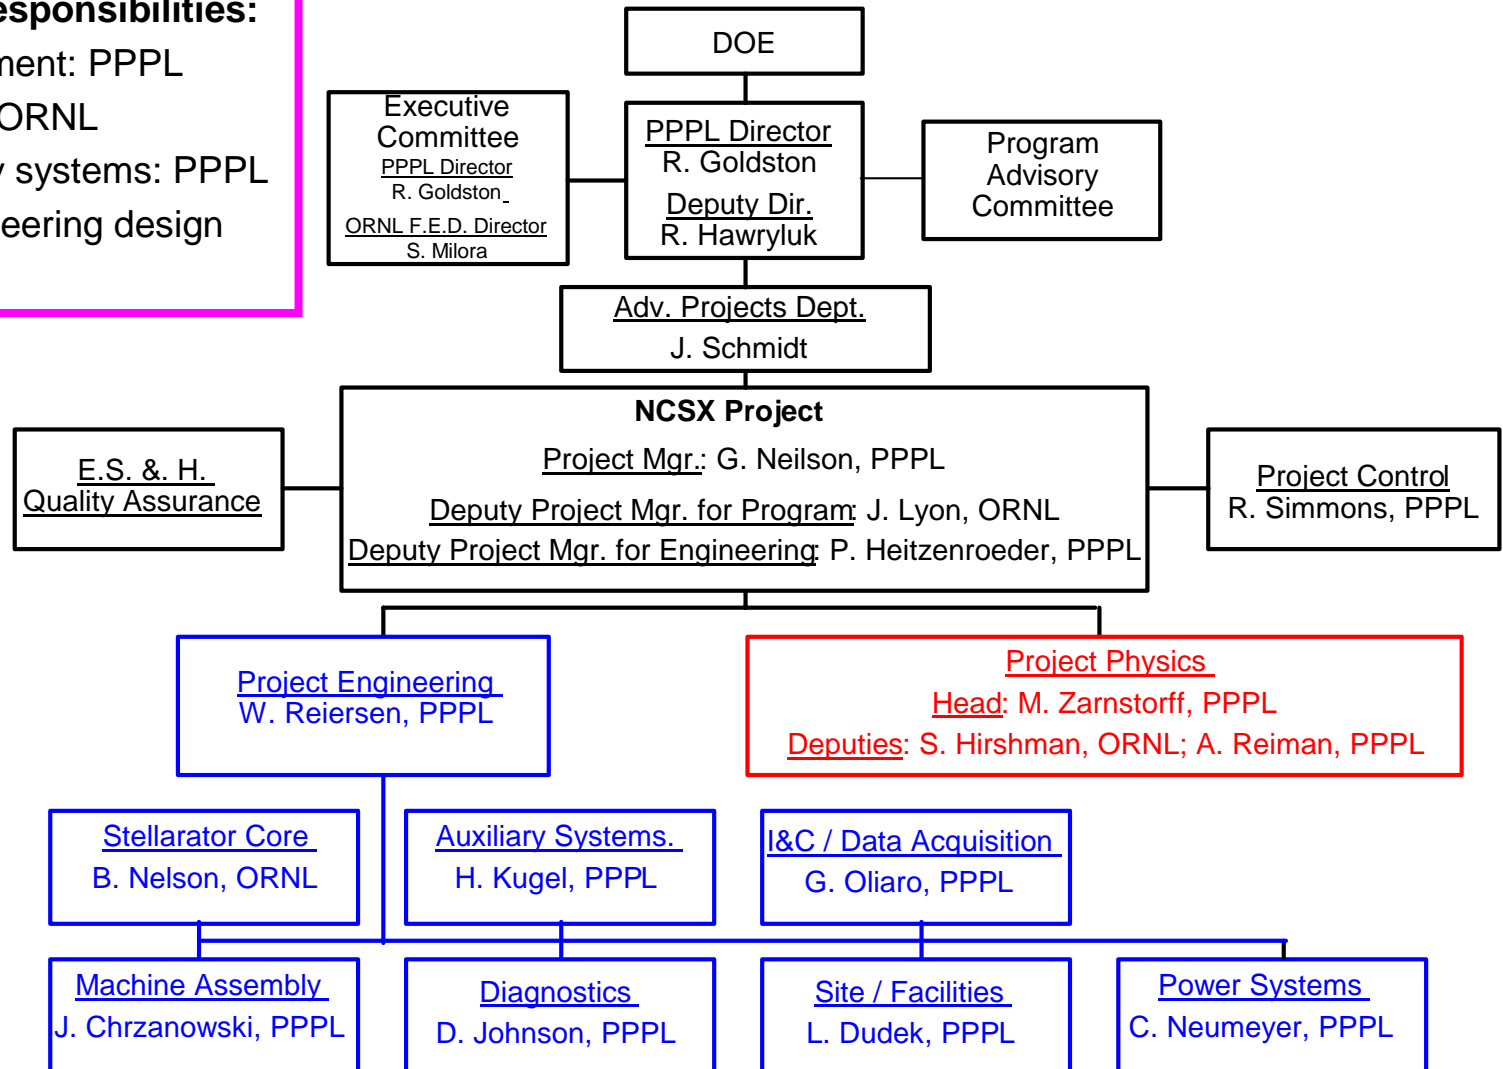 esponsibilities:
ment: PPPL
ORNL
y systems: PPPL
eering design
DOE
Executive
Committee
PPPL Director
R. Goldston
ORNL F.E.D. Director
S. Milora
PPPL Director
R. Goldston
Deputy Dir.
R. Hawryluk
Program
Advisory
Committee
Adv. Projects Dept.
J. Schmidt
NCSX Project
Project Mgr.: G. Neilson, PPPL
Deputy Project Mgr. for Program: J. Lyon, ORNL
Deputy Project Mgr. for Engineering: P. Heitzenroeder, PPPL
E.S. &. H.
Quality Assurance
Project Control
R. Simmons, PPPL
Project Engineering
W. Reiersen, PPPL
Project Physics
Head: M. Zarnstorff, PPPL
Deputies: S. Hirshman, ORNL; A. Reiman, PPPL
Stellarator Core
B. Nelson, ORNL
Auxiliary Systems.
H. Kugel, PPPL
I&C / Data Acquisition
G. Oliaro, PPPL
Machine Assembly
J. Chrzanowski, PPPL
Diagnostics
D. Johnson, PPPL
Site / Facilities
L. Dudek, PPPL
Power Systems
C. Neumeyer, PPPL